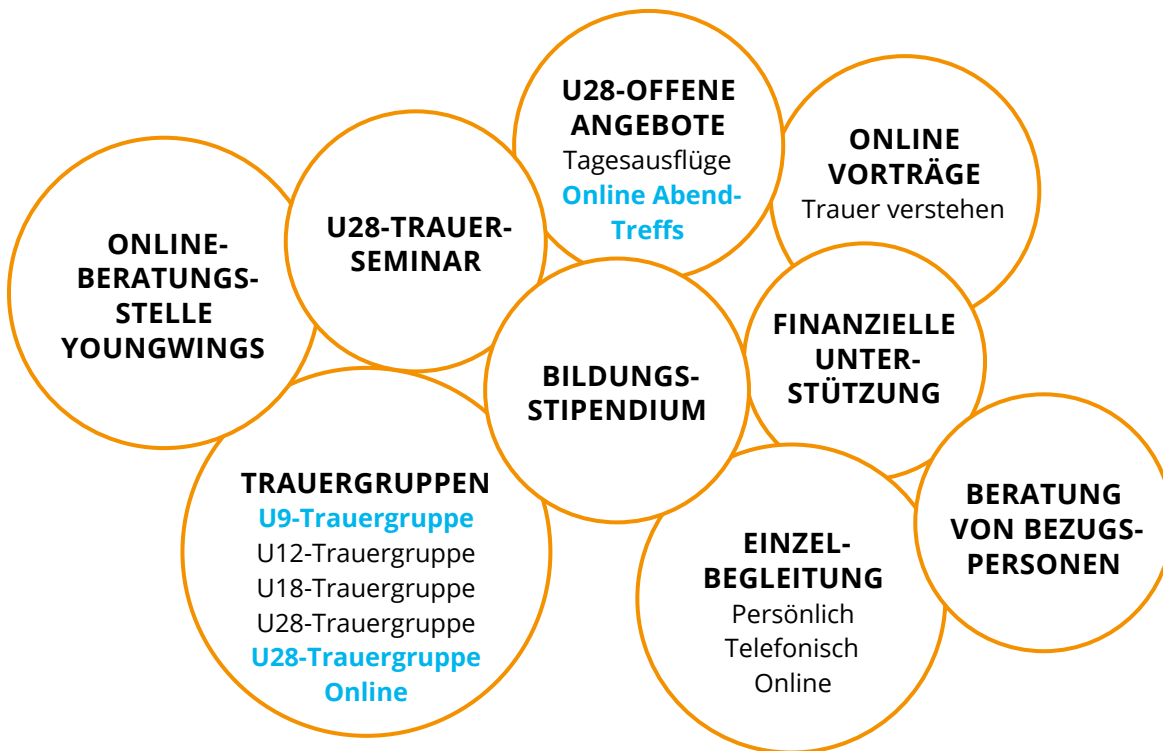 U28-OFFENE
ANGEBOTE
Tagesausflüge
Online Abend-
Treffs
ONLINE
VORTRÄGE
Trauer verstehen
U28-TRAUER-
SEMINAR
ONLINE-
BERATUNGS-
STELLE
YOUNGWINGS
FINANZIELLE
UNTER-
STÜTZUNG
BILDUNGS-
STIPENDIUM
TRAUERGRUPPEN
U9-Trauergruppe
U12-Trauergruppe
U18-Trauergruppe
U28-Trauergruppe
U28-Trauergruppe
Online
EINZEL-
BEGLEITUNG
Persönlich
Telefonisch
Online
BERATUNG
VON BEZUGS-
PERSONEN